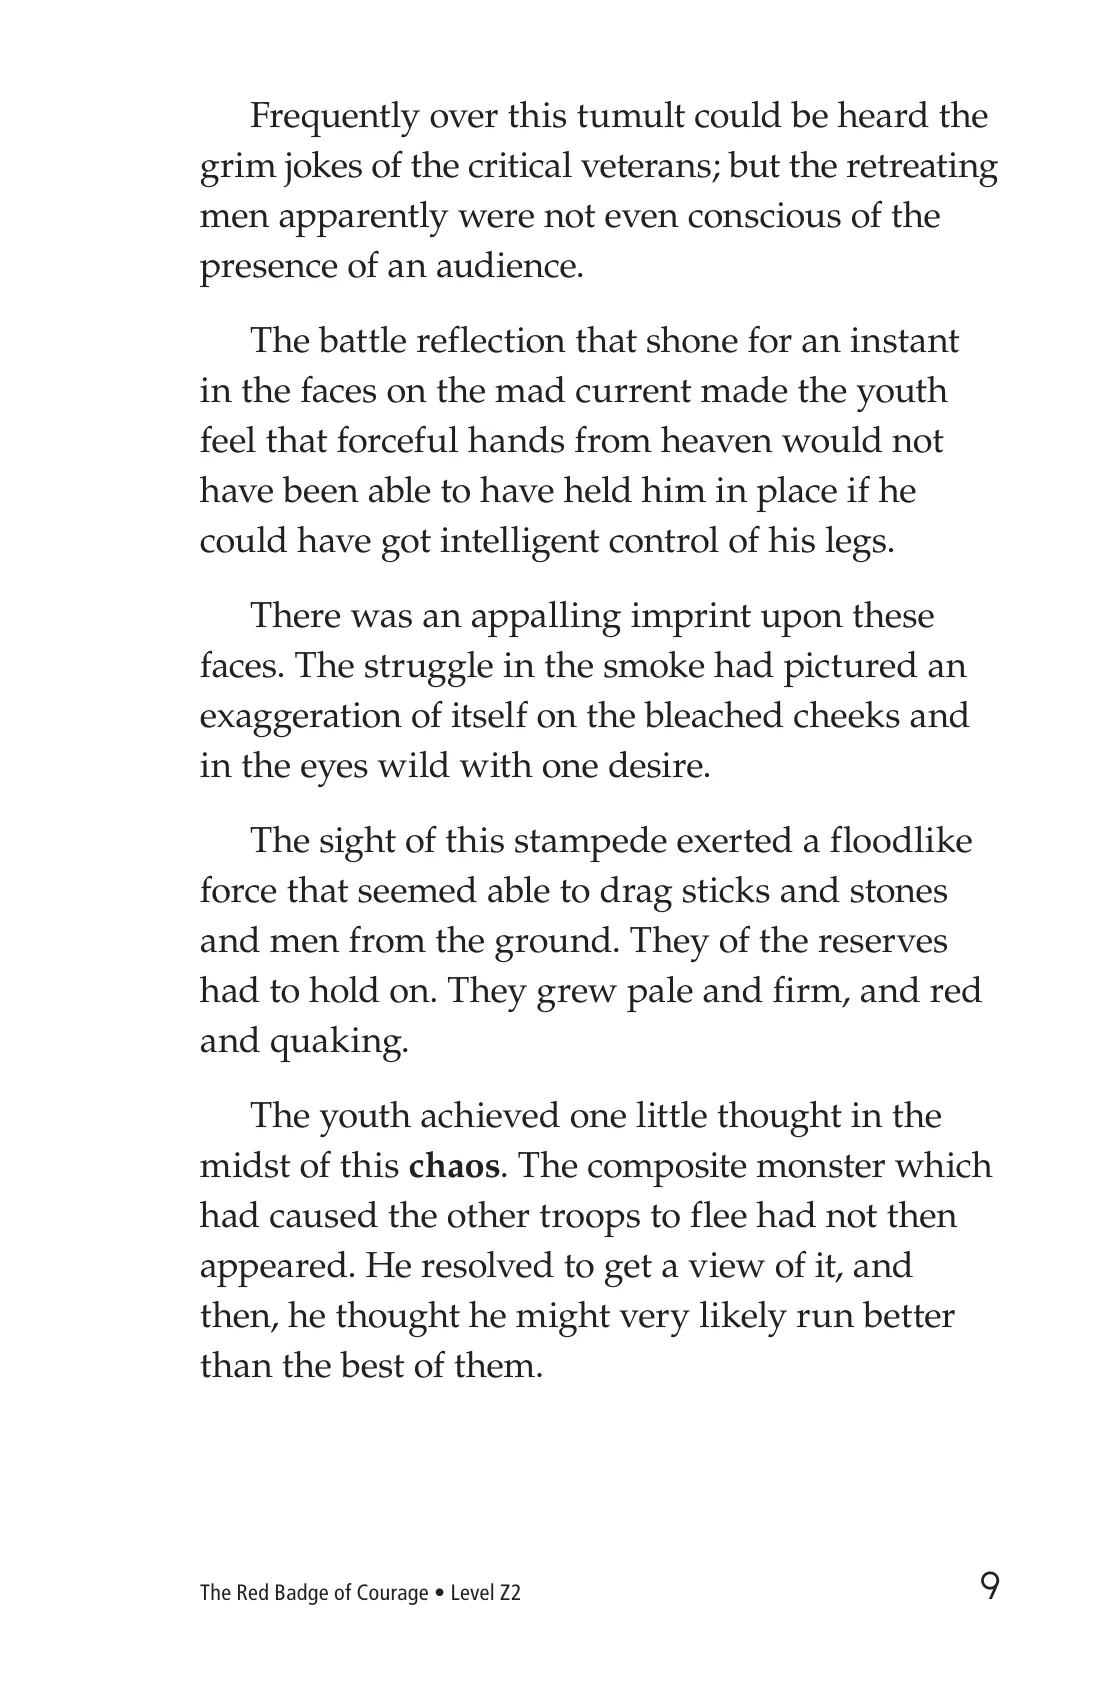 Frequently over this tumult could be heard the
grim jokes of the critical veterans; but the retreating
men apparently were not even conscious of the
presence of an audience.
The battle reflection that shone for an instant
in the faces on the mad current made the youth
feel that forceful hands from heaven would not
have been able to have held him in place if he
could have got intelligent control of his legs.
There was an appalling imprint upon these
faces. The struggle in the smoke had pictured an
exaggeration of itself on the bleached cheeks and
in the eyes wild with one desire.
The sight of this stampede exerted a floodlike
force that seemed able to drag sticks and stones
and men from the ground. They of the reserves
had to hold on. They grew pale and firm, and red
and quaking.
The youth achieved one little thought in the
midst of this chaos. The composite monster which
had caused the other troops to flee had not then
appeared. He resolved to get a view of it, and
then, he thought he might very likely run better
than the best of them.
The Red Badge of Courage • Level Z2 9